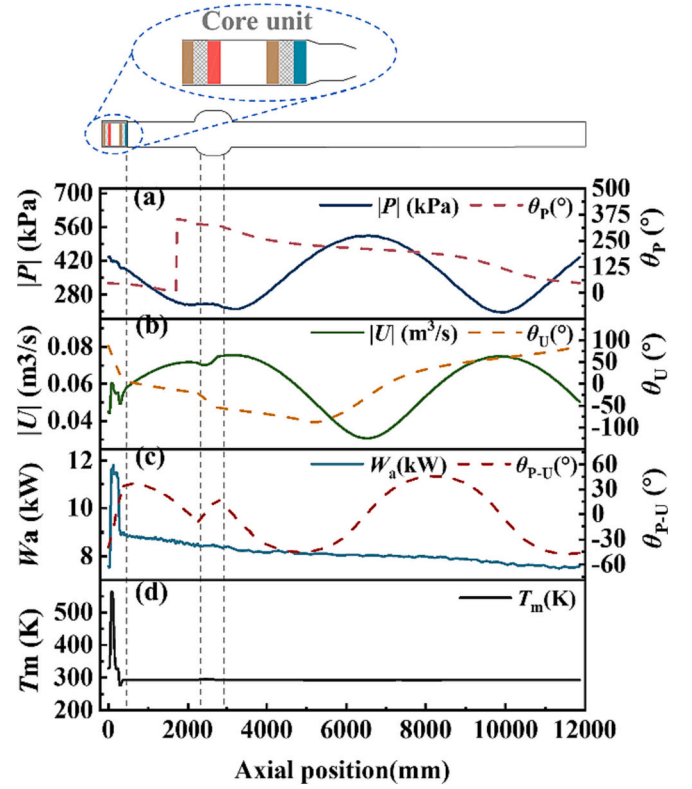 Core unit
(a)
|P| (kPa)
θP(°)
700
560
420
280
|P| (kPa)
500
375
250
125
0
θP (°)
(b)
|U| (m³/s)
θU(°)
0.08
0.06
0.04
|U| (m3/s)
100
50
0
-50
-100
θU (°)
(c)
Wa(kW)
θP-U(°)
12
10
8
Wa (kW)
60
30
0
-30
-60
θP-U (°)
(d)
Tm(K)
500
400
300
200
Tm (K)
0
2000
4000
6000
8000
10000
12000
Axial position(mm)